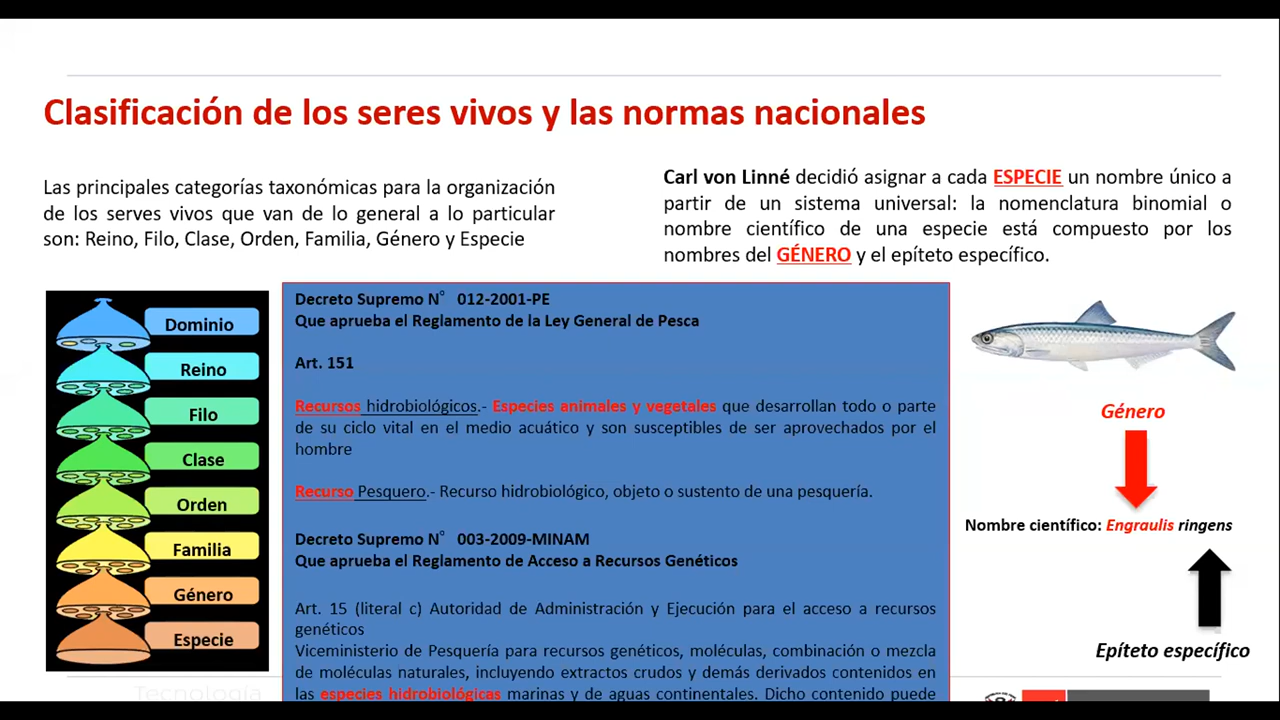 Clasificación de los seres vivos y las normas nacionales
Las principales categorías taxonómicas para la organización
de los serves vivos que van de lo general a lo particular
son: Reino, Filo, Clase, Orden, Familia, Género y Especie
Carl von Linné decidió asignar a cada ESPECIE un nombre único a
partir de un sistema universal: la nomenclatura binomial o
nombre científico de una especie está compuesto por los
nombres del GÉNERO y el epíteto específico.
Dominio
Reino
Filo
Clase
Orden
Familia
Género
Especie
Decreto Supremo N° 012-2001-PE
Que aprueba el Reglamento de la Ley General de Pesca
Art. 151
Recursos hidrobiológicos.- Especies animales y vegetales que desarrollan todo o parte
de su ciclo vital en el medio acuático y son susceptibles de ser aprovechados por el
hombre
Recurso Pesquero.- Recurso hidrobiológico, objeto o sustento de una pesquería.
Decreto Supremo N° 003-2009-MINAM
Que aprueba el Reglamento de Acceso a Recursos Genéticos
Art. 15 (literal c) Autoridad de Administración y Ejecución para el acceso a recursos
genéticos
Viceministerio de Pesquería para recursos genéticos, moléculas, combinación o mezcla
de moléculas naturales, incluyendo extractos crudos y demás derivados contenidos en
las especies hidrobiológicas marinas y de aguas continentales. Dicho contenido puede
Género
Nombre científico: Engraulis ringens
Epíteto específico
Tecnología